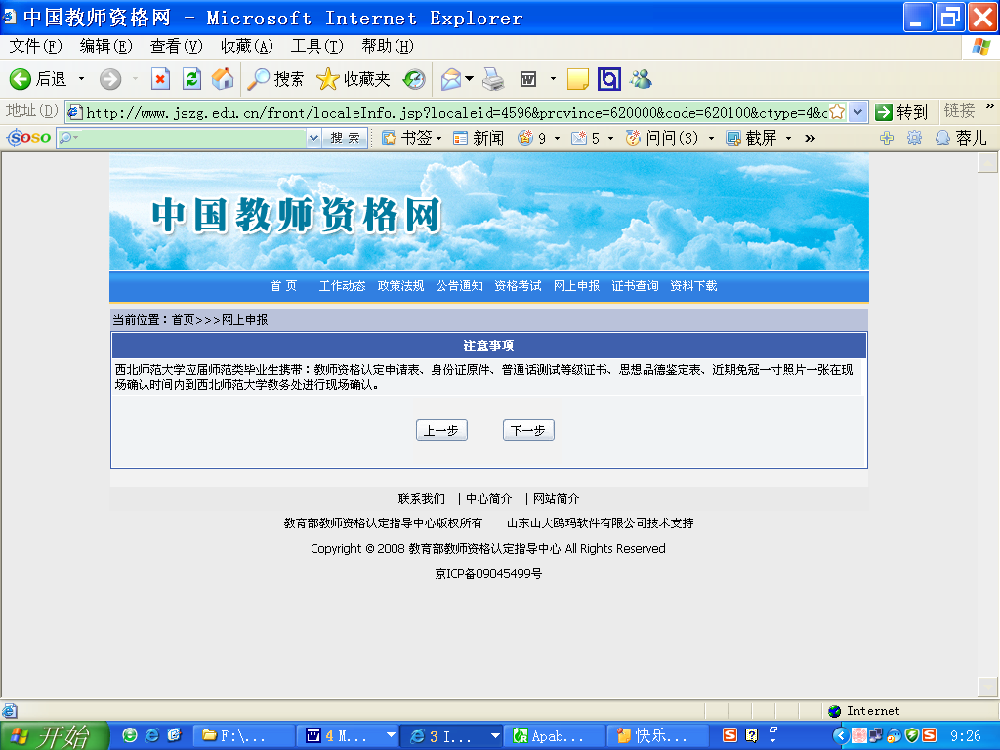 中国教师资格网 - Microsoft Internet Explorer
文件(F) 编辑(E) 查看(V) 收藏(A) 工具(T) 帮助(H)
后退 搜索 收藏夹
地址(D) http://www.jszg.edu.cn/front/localeInfo.jsp?localeid=4596&province=620000&code=620100&ctype=4&c 转到 链接 »
SOSO 搜 索 书签 新闻 9 5 问问(3) 截屏 » 蓉儿
中国教师资格网
首 页 工作动态 政策法规 公告通知 资格考试 网上申报 证书查询 资料下载
当前位置：首页>>>网上申报
注意事项
西北师范大学应届师范类毕业生携带：教师资格认定申请表、身份证原件、普通话测试等级证书、思想品德鉴定表、近期免冠一寸照片一张在现
场确认时间内到西北师范大学教务处进行现场确认。
上一步 下一步
联系我们 | 中心简介 | 网站简介
教育部教师资格认定指导中心版权所有 山东山大鸥玛软件有限公司技术支持
Copyright © 2008 教育部教师资格认定指导中心 All Rights Reserved
京ICP备09045499号
Internet
开始 F:\... 4 M... 3 I... Apab... 快乐... 9:26